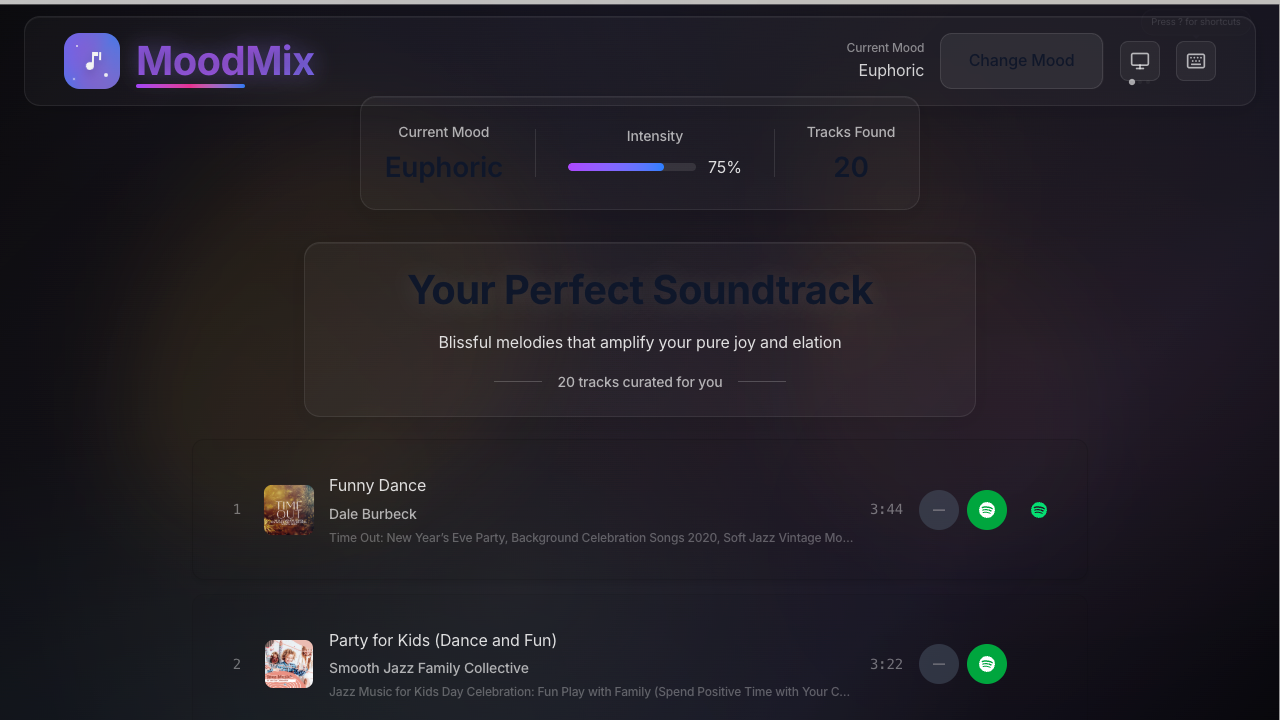 Press ? for shortcuts
MoodMix
Current Mood
Euphoric
Change Mood
Current Mood
Euphoric
Intensity
75%
Tracks Found
20
Your Perfect Soundtrack
Blissful melodies that amplify your pure joy and elation
20 tracks curated for you
1
TIME OUT
Funny Dance
Dale Burbeck
Time Out: New Year's Eve Party, Background Celebration Songs 2020, Soft Jazz Vintage Mo...
3:44
2
Party for Kids (Dance and Fun)
Smooth Jazz Family Collective
Jazz Music for Kids Day Celebration: Fun Play with Family (Spend Positive Time with Your C...
3:22